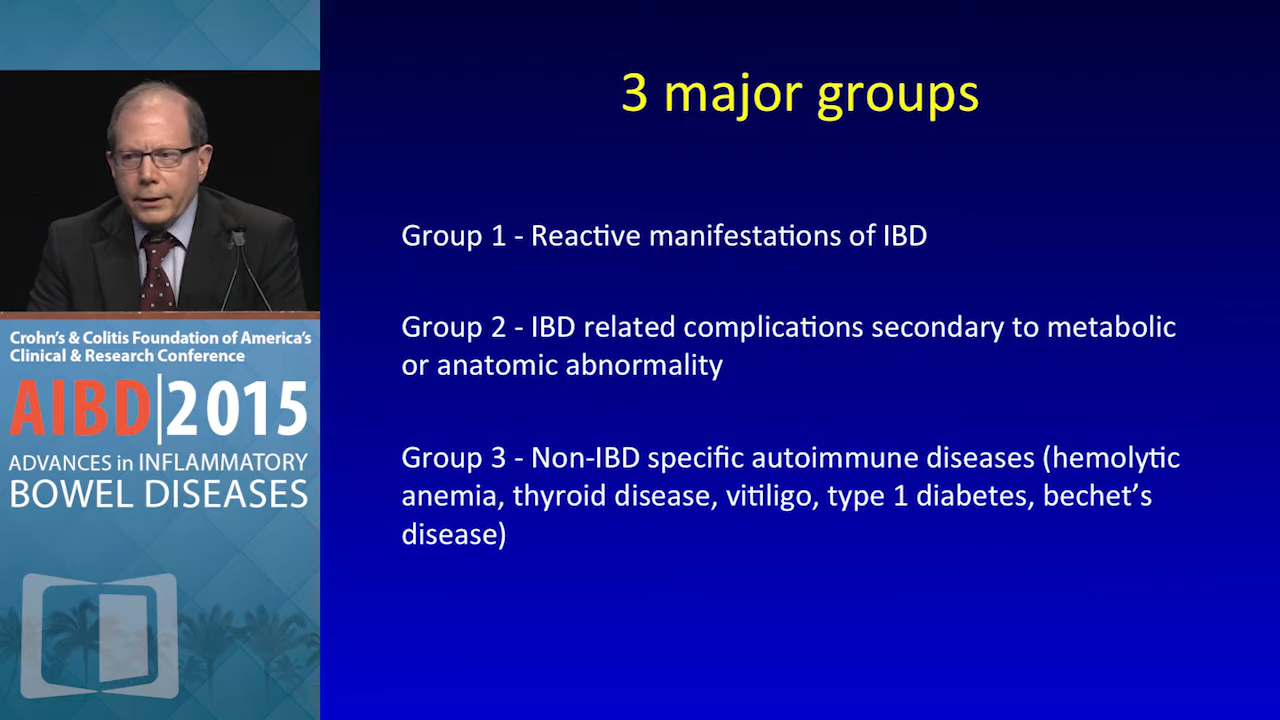 3 major groups
Group 1 - Reactive manifestations of IBD
Group 2 - IBD related complications secondary to metabolic
or anatomic abnormality
Group 3 - Non-IBD specific autoimmune diseases (hemolytic
anemia, thyroid disease, vitiligo, type 1 diabetes, bechet’s
disease)
Crohn’s & Colitis Foundation of America’s
Clinical & Research Conference
AIBD|2015
ADVANCES in INFLAMMATORY
BOWEL DISEASES